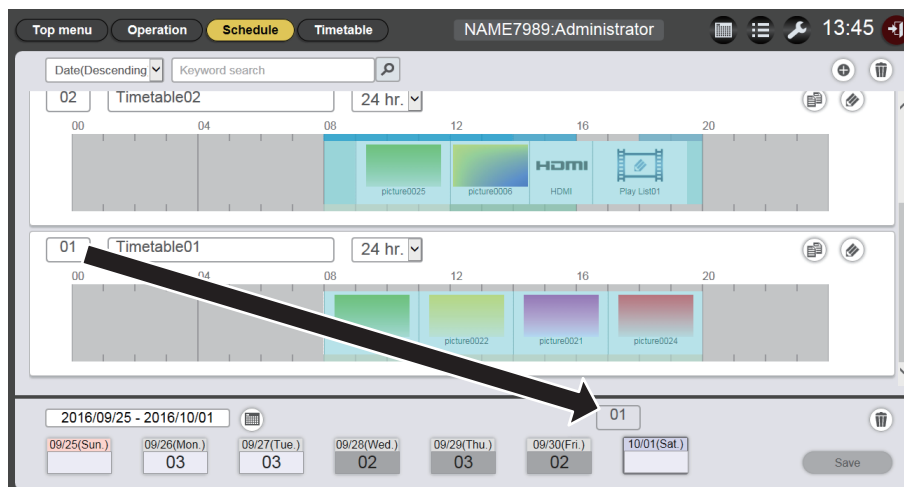 Top menu Operation Schedule Timetable NAME7989:Administrator 13:45
Date(Descending) Keyword search
02 Timetable02 24 hr.
00 04 08 12 16 20
picture0025 picture0006 HDMI HDMI Play List01
01 Timetable01 24 hr.
00 04 08 12 16 20
picture0022 picture0021 picture0024
2016/09/25 - 2016/10/01 01
09/25(Sun.) 09/26(Mon.) 09/27(Tue.) 09/28(Wed.) 09/29(Thu.) 09/30(Fri.) 10/01(Sat.)
03 03 02 03 02 Save